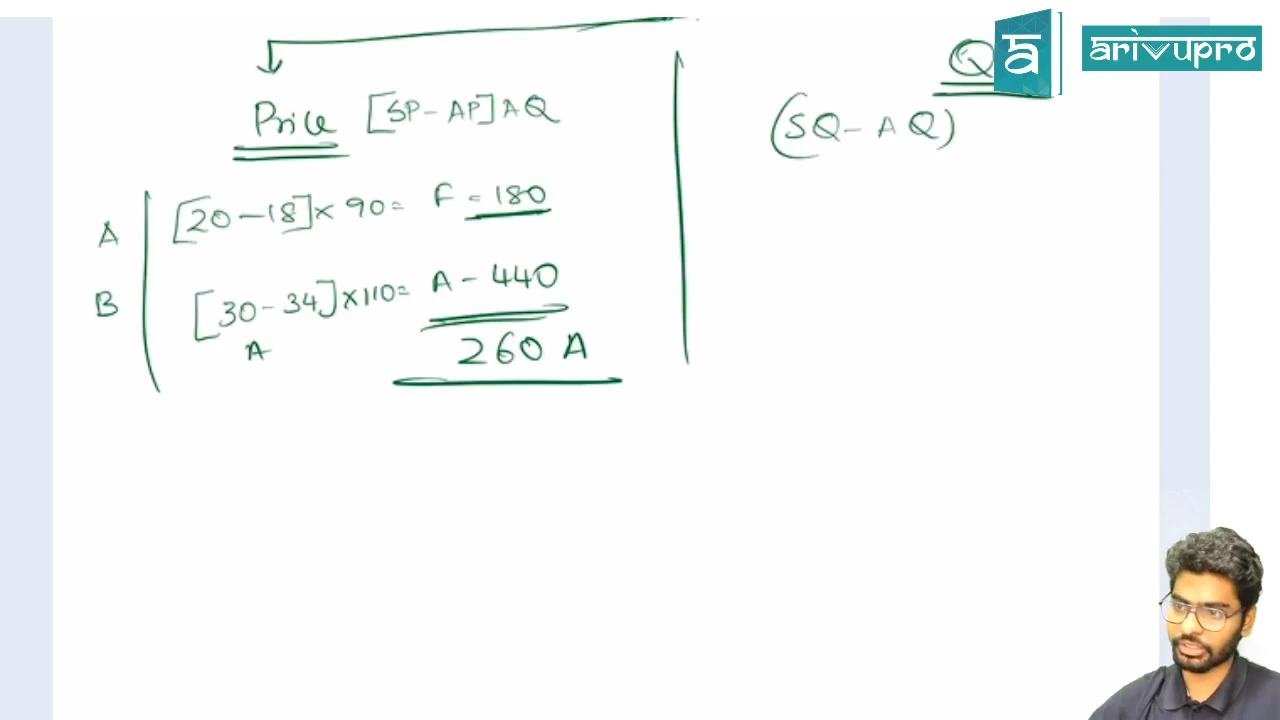 ā arivupro
Price [SP - AP] AQ
A [20 - 18] × 90 = F = 180
B [30 - 34] × 110 = A - 440
A
260 A
Q
(SQ - AQ)